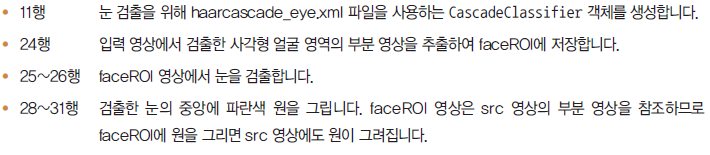 • 11행 눈 검출을 위해 haarcascade_eye.xml 파일을 사용하는 CascadeClassifier 객체를 생성합니다.
• 24행 입력 영상에서 검출한 사각형 얼굴 영역의 부분 영상을 추출하여 faceROI에 저장합니다.
• 25~26행 faceROI 영상에서 눈을 검출합니다.
• 28~31행 검출한 눈의 중앙에 파란색 원을 그립니다. faceROI 영상은 src 영상의 부분 영상을 참조하므로
faceROI에 원을 그리면 src 영상에도 원이 그려집니다.